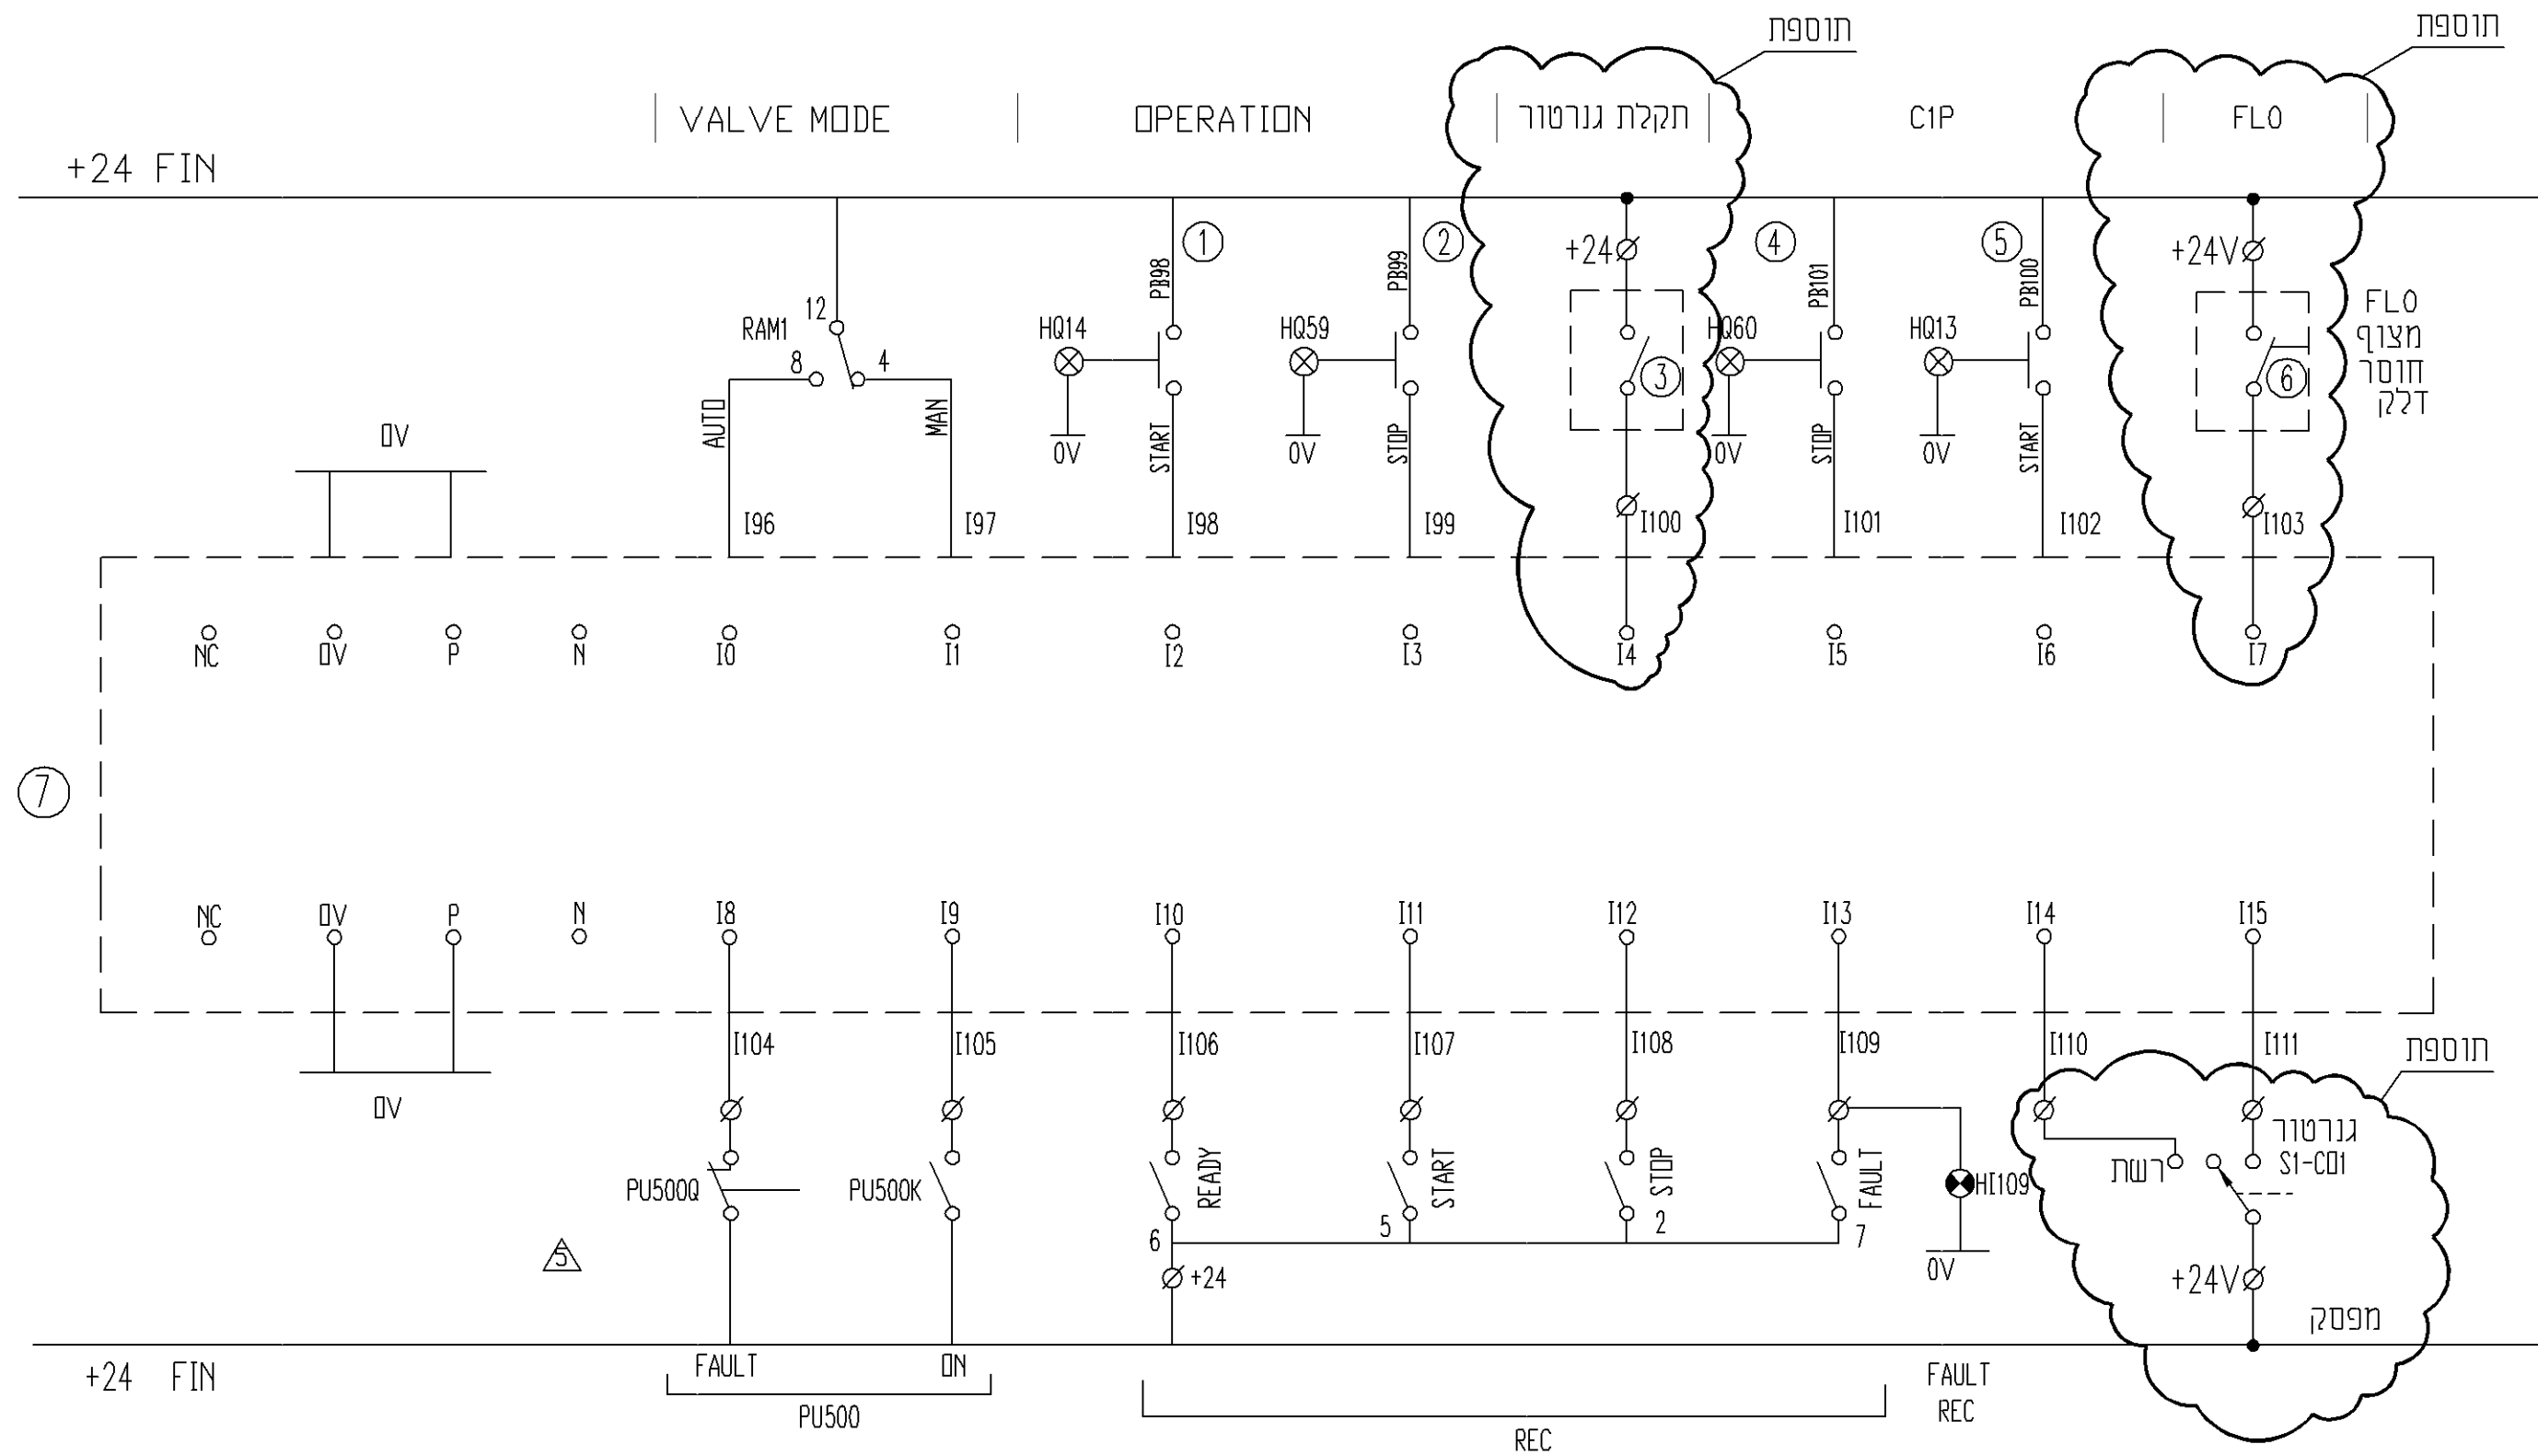 תוספת
תוספת
VALVE MODE
OPERATION
תקלת גנרטור
C1P
FLO
+24 FIN
1
2
+24
4
5
+24V
PB98
PB99
PB101
PB100
12
RAM1
8
4
HQ14
HQ59
3
HQ60
HQ13
6
FLO
מצוף
חוסר
דלק
AUTO
MAN
START
STOP
STOP
START
0V
0V
0V
0V
0V
I96
I97
I98
I99
I100
I101
I102
I103
NC
0V
P
N
I0
I1
I2
I3
I4
I5
I6
I7
7
NC
0V
P
N
I8
I9
I10
I11
I12
I13
I14
I15
I104
I105
I106
I107
I108
I109
I110
I111
תוספת
0V
PU500Q
PU500K
READY
START
STOP
FAULT
HI109
רשת
גנרטור
S1-C01
6
5
2
7
5
+24
0V
+24V
מפסק
+24 FIN
FAULT
ON
PU500
REC
FAULT
REC